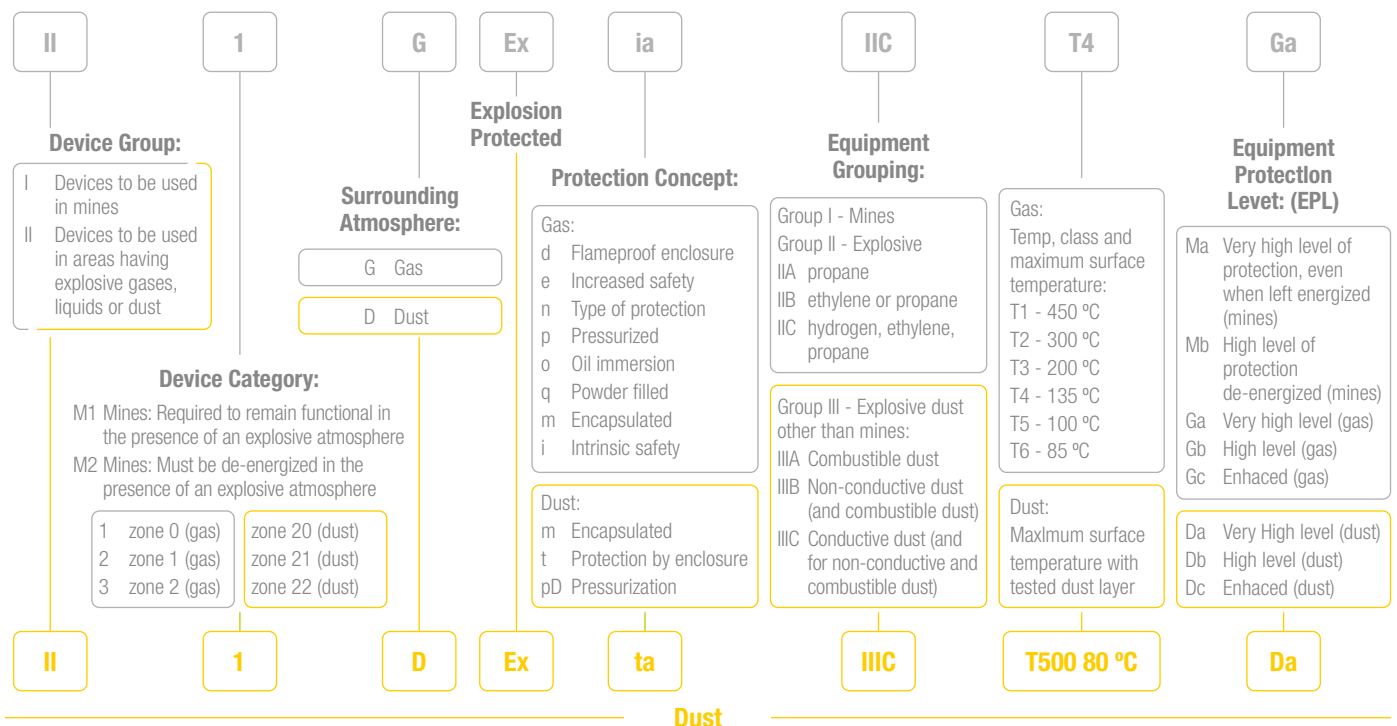 II 1 G Ex ia IIC T4 Ga
Device Group:
I Devices to be used
in mines
II Devices to be used
in areas having
explosive gases,
liquids or dust
Device Category:
M1 Mines: Required to remain functional in
the presence of an explosive atmosphere
M2 Mines: Must be de-energized in the
presence of an explosive atmosphere
1 zone 0 (gas)
2 zone 1 (gas)
3 zone 2 (gas)
zone 20 (dust)
zone 21 (dust)
zone 22 (dust)
Surrounding
Atmosphere:
G Gas
D Dust
Explosion
Protected
Protection Concept:
Gas:
d Flameproof enclosure
e Increased safety
n Type of protection
p Pressurized
o Oil immersion
q Powder filled
m Encapsulated
i Intrinsic safety
Dust:
m Encapsulated
t Protection by enclosure
pD Pressurization
Equipment
Grouping:
Group I - Mines
Group II - Explosive
IIA propane
IIB ethylene or propane
IIC hydrogen, ethylene,
propane
Group III - Explosive dust
other than mines:
IIIA Combustible dust
IIIB Non-conductive dust
(and combustible dust)
IIIC Conductive dust (and
for non-conductive and
combustible dust)
Gas:
Temp, class and
maximum surface
temperature:
T1 - 450 ºC
T2 - 300 ºC
T3 - 200 ºC
T4 - 135 ºC
T5 - 100 ºC
T6 - 85 ºC
Dust:
MaxImum surface
temperature with
tested dust layer
Equipment
ProtectIon
Levet: (EPL)
Ma Very high level of
protection, even
when left energized
(mines)
Mb High level of
protection
de-energized (mines)
Ga Very high level (gas)
Gb High level (gas)
Gc Enhaced (gas)
Da Very High level (dust)
Db High level (dust)
Dc Enhaced (dust)
II 1 D Ex ta IIIC T500 80 ºC Da
Dust